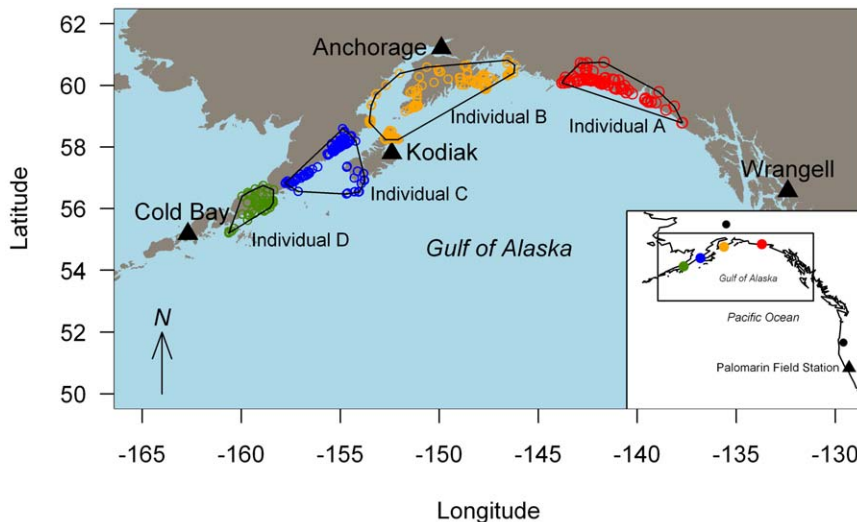 62
60
58
56
54
52
50
Latitude
Anchorage
Individual B
Individual A
Kodiak
Wrangell
Individual C
Cold Bay
Individual D
Gulf of Alaska
N
Gulf of Alaska
Pacific Ocean
Palomarin Field Station
-165 -160 -155 -150 -145 -140 -135 -130
Longitude